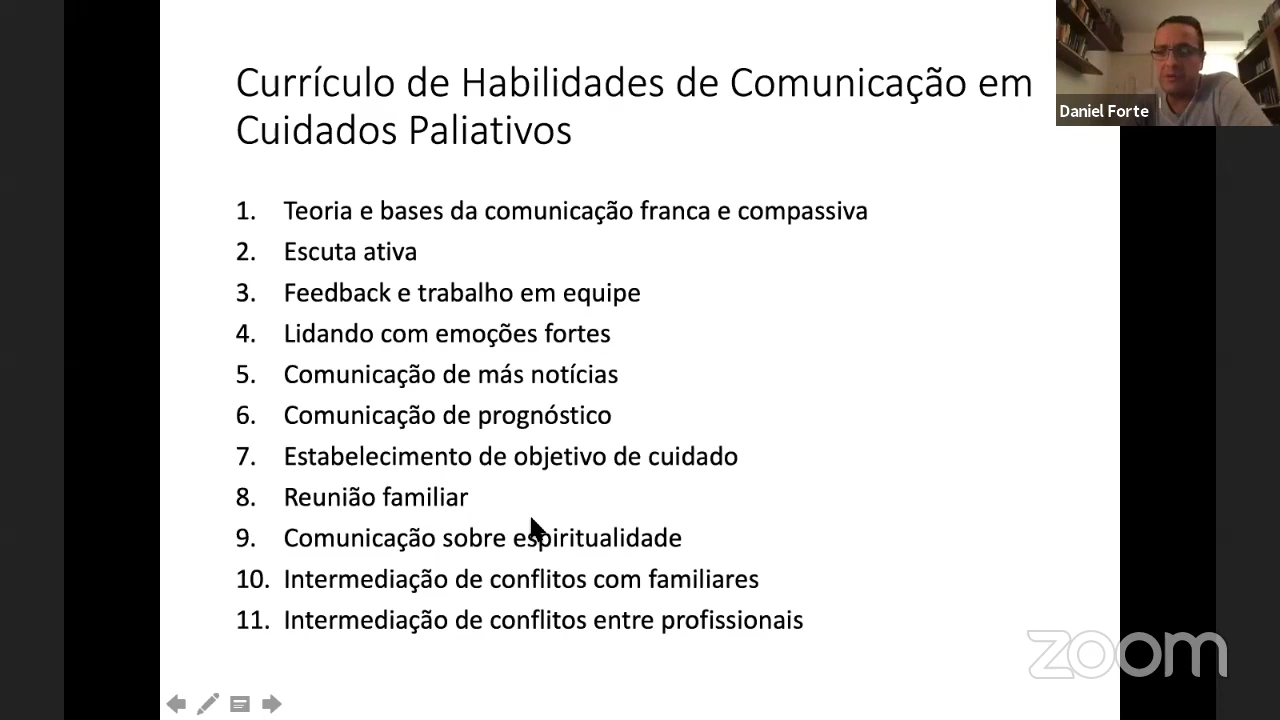 Currículo de Habilidades de Comunicação em
Cuidados Paliativos
Daniel Forte
1. Teoria e bases da comunicação franca e compassiva
2. Escuta ativa
3. Feedback e trabalho em equipe
4. Lidando com emoções fortes
5. Comunicação de más notícias
6. Comunicação de prognóstico
7. Estabelecimento de objetivo de cuidado
8. Reunião familiar
9. Comunicação sobre espiritualidade
10. Intermediação de conflitos com familiares
11. Intermediação de conflitos entre profissionais
zoom